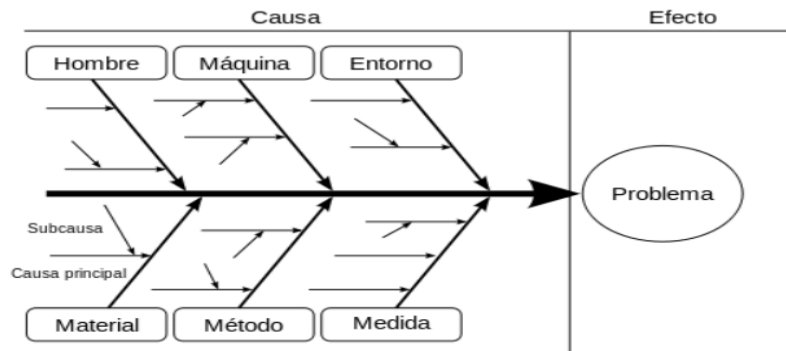 Causa
Efecto
Hombre
Máquina
Entorno
Problema
Subcausa
Causa principal
Material
Método
Medida